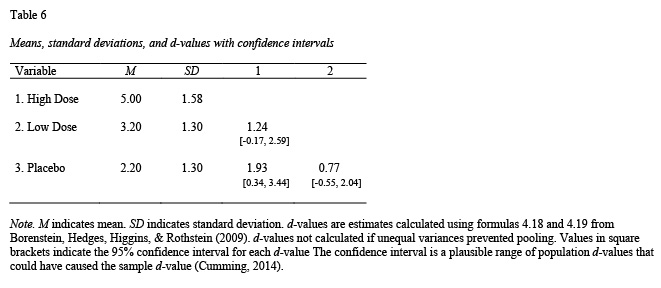 Table 6
Means, standard deviations, and d-values with confidence intervals
Variable M SD 1 2
1. High Dose 5.00 1.58
2. Low Dose 3.20 1.30 1.24
[-0.17, 2.59]
3. Placebo 2.20 1.30 1.93 0.77
[0.34, 3.44] [-0.55, 2.04]
Note. M indicates mean. SD indicates standard deviation. d-values are estimates calculated using formulas 4.18 and 4.19 from
Borenstein, Hedges, Higgins, & Rothstein (2009). d-values not calculated if unequal variances prevented pooling. Values in square
brackets indicate the 95% confidence interval for each d-value The confidence interval is a plausible range of population d-values that
could have caused the sample d-value (Cumming, 2014).